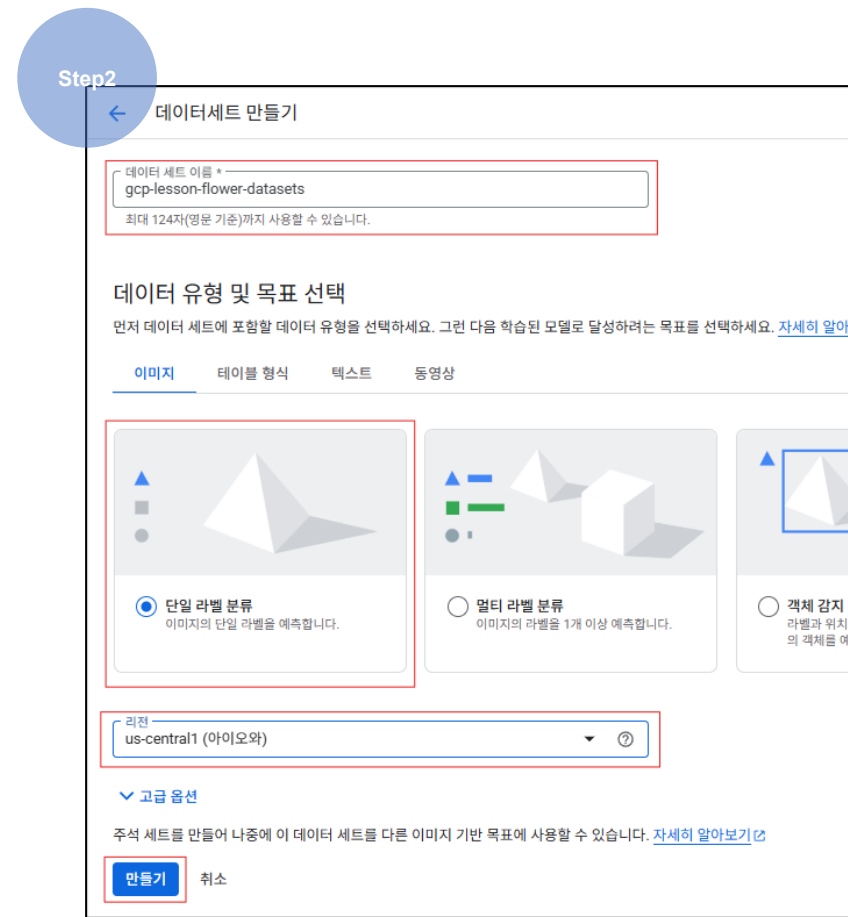 Step2
데이터세트 만들기
데이터 세트 이름 *
gcp-lesson-flower-datasets
최대 124자(영문 기준)까지 사용할 수 있습니다.
데이터 유형 및 목표 선택
먼저 데이터 세트에 포함할 데이터 유형을 선택하세요. 그런 다음 학습된 모델로 달성하려는 목표를 선택하세요. 자세히 알아
이미지 테이블 형식 텍스트 동영상
단일 라벨 분류
이미지의 단일 라벨을 예측합니다.
멀티 라벨 분류
이미지의 라벨을 1개 이상 예측합니다.
객체 감지
라벨과 위치
의 객체를 예
리전
us-central1 (아이오와)
고급 옵션
주석 세트를 만들어 나중에 이 데이터 세트를 다른 이미지 기반 목표에 사용할 수 있습니다. 자세히 알아보기
만들기 취소